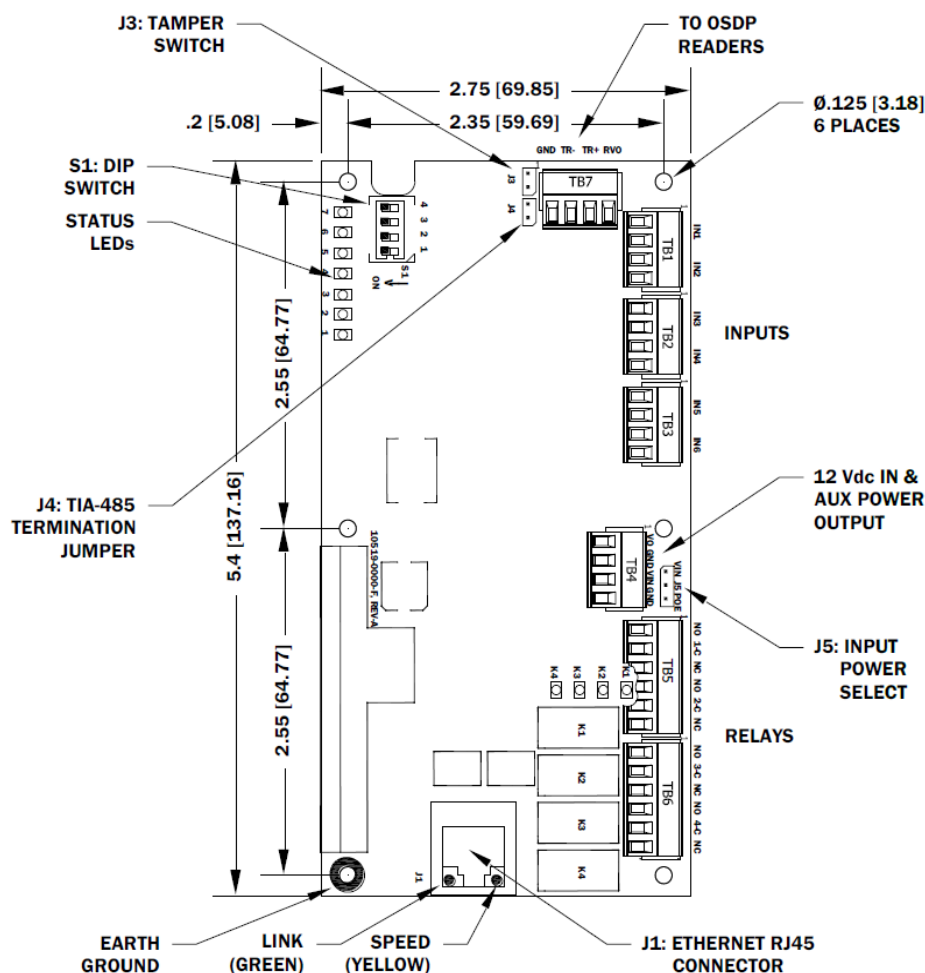 J3: TAMPER
SWITCH
TO OSDP
READERS
2.75 [69.85]
.2 [5.08]
2.35 [59.69]
Ø.125 [3.18]
6 PLACES
GND TR- TR+ RVO
S1: DIP
SWITCH
J3
TB7
J4
STATUS
LEDs
7
6
5
4
3
2
1
4
3
2
1
S1
ON
1
IN1
TB1
IN2
1
IN3
TB2
IN4
INPUTS
1
IN5
TB3
IN6
2.55 [64.77]
5.4 [137.16]
J4: TIA-485
TERMINATION
JUMPER
12 Vdc IN &
AUX POWER
OUTPUT
10519-0000-F, REV-A
1
TB4
VO GND VIN GND
VIN J5 POE
J5: INPUT
POWER
SELECT
2.55 [64.77]
K4
K3
K2
K1
1
TB5
NO 1-C NC NO 2-C NC
RELAYS
K1
K2
K3
K4
1
TB6
NO 3-C NC NO 4-C NC
J1
EARTH
GROUND
LINK
(GREEN)
SPEED
(YELLOW)
J1: ETHERNET RJ45
CONNECTOR